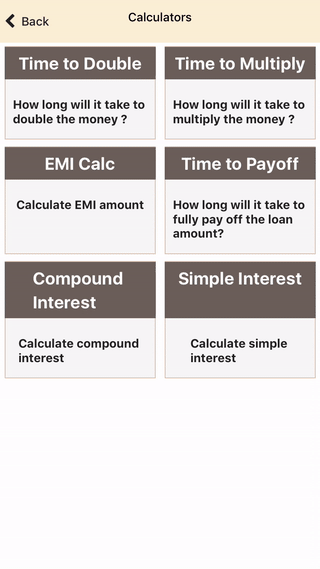 Back
Calculators
Time to Double
How long will it take to
double the money ?
Time to Multiply
How long will it take to
multiply the money ?
EMI Calc
Calculate EMI amount
Time to Payoff
How long will it take to
fully pay off the loan
amount?
Compound
Interest
Calculate compound
interest
Simple Interest
Calculate simple
interest